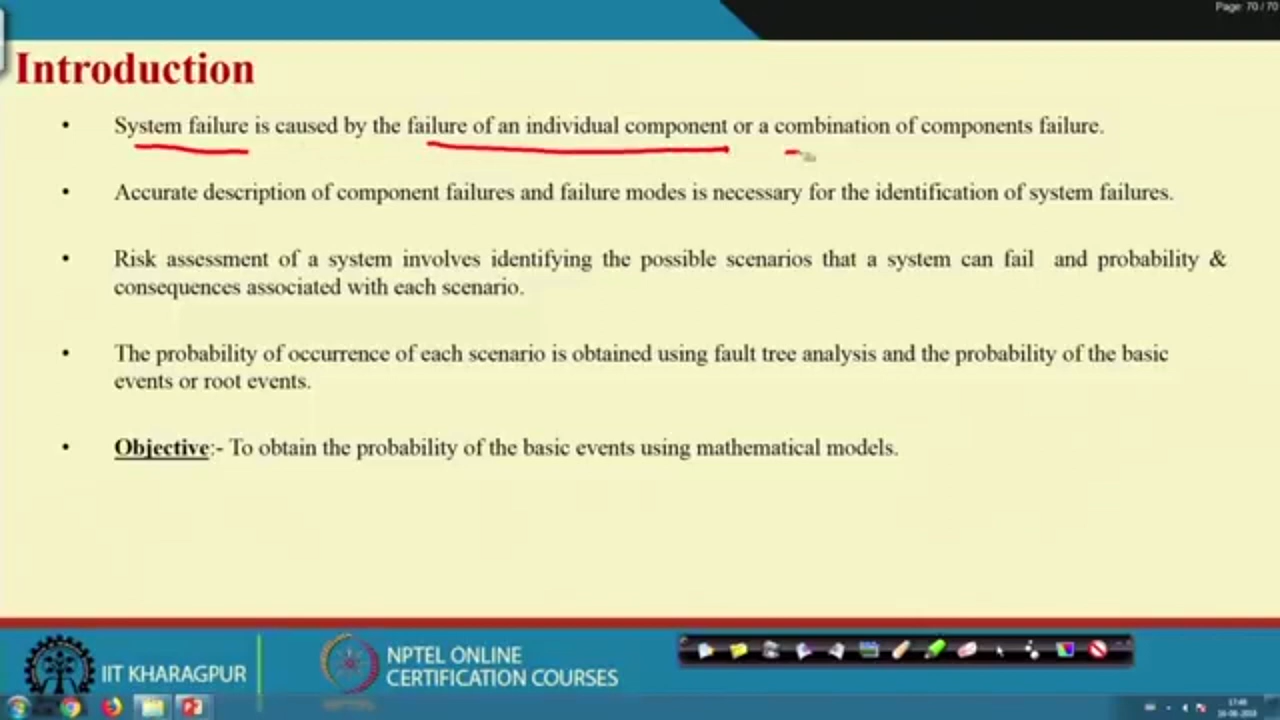 Page: 70 / 70
Introduction
• System failure is caused by the failure of an individual component or a combination of components failure.
• Accurate description of component failures and failure modes is necessary for the identification of system failures.
• Risk assessment of a system involves identifying the possible scenarios that a system can fail and probability &
consequences associated with each scenario.
• The probability of occurrence of each scenario is obtained using fault tree analysis and the probability of the basic
events or root events.
• Objective:- To obtain the probability of the basic events using mathematical models.
IIT KHARAGPUR
NPTEL ONLINE
CERTIFICATION COURSES